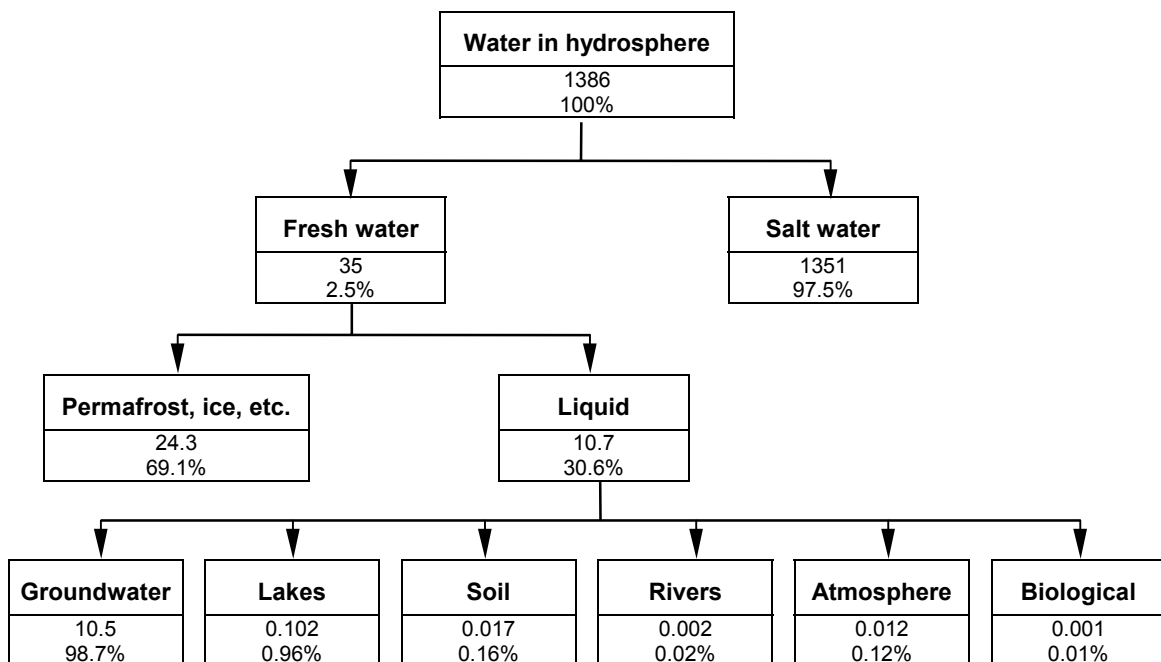 Water in hydrosphere
1386
100%
Fresh water
35
2.5%
Salt water
1351
97.5%
Permafrost, ice, etc.
24.3
69.1%
Liquid
10.7
30.6%
Groundwater
10.5
98.7%
Lakes
0.102
0.96%
Soil
0.017
0.16%
Rivers
0.002
0.02%
Atmosphere
0.012
0.12%
Biological
0.001
0.01%